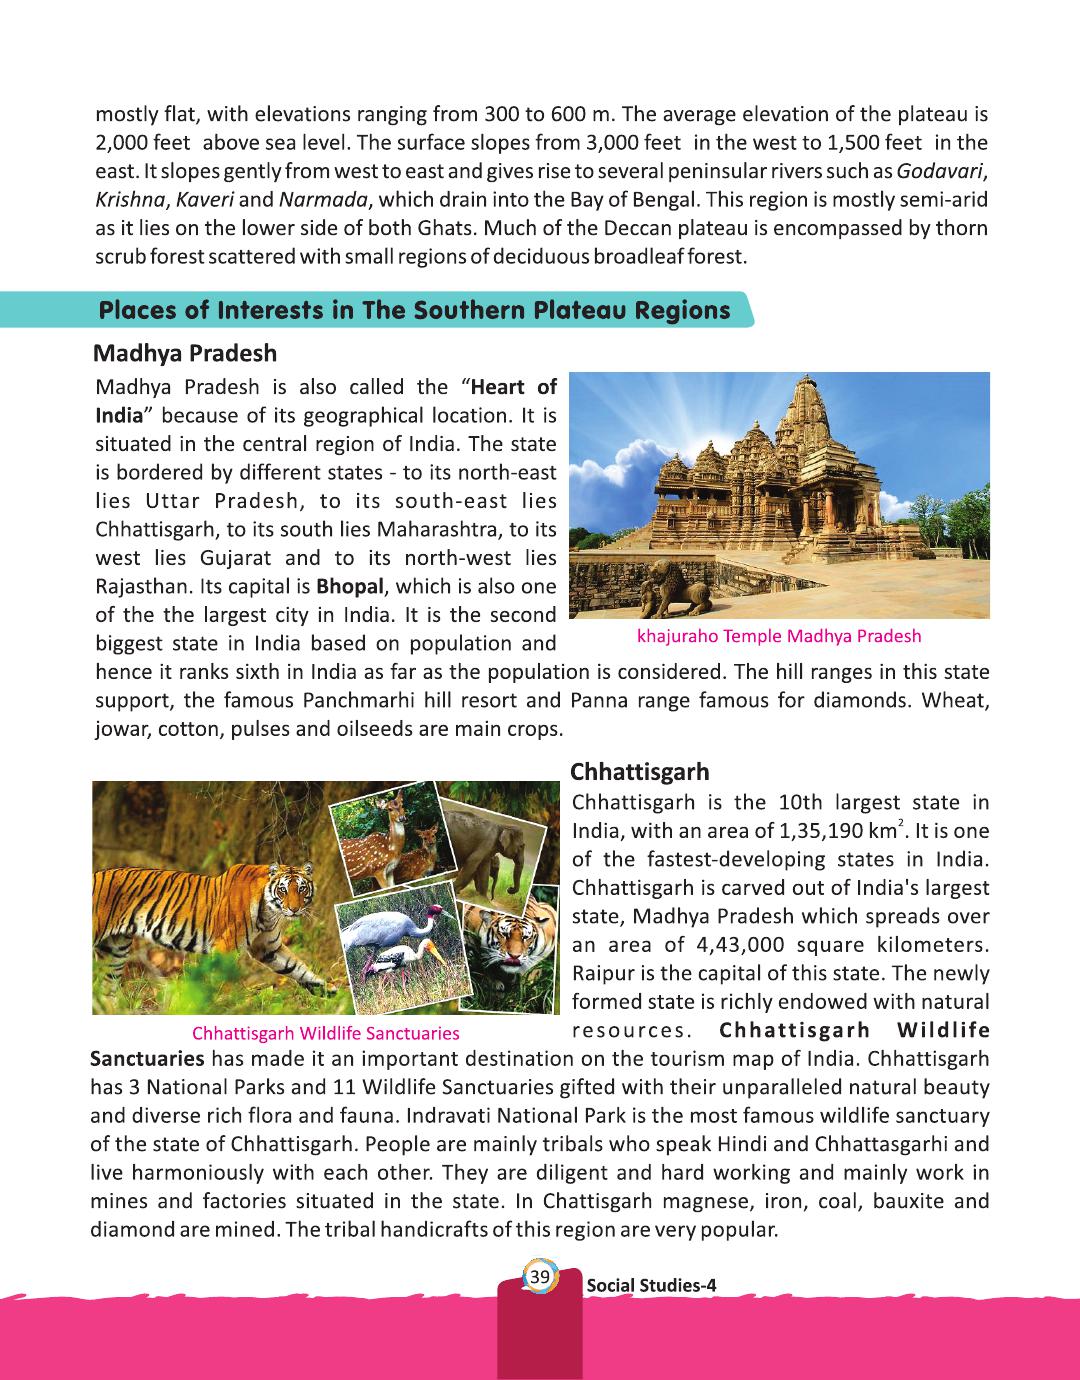 mostly flat, with elevations ranging from 300 to 600 m. The average elevation of the plateau is
2,000 feet above sea level. The surface slopes from 3,000 feet in the west to 1,500 feet in the
east. It slopes gently from west to east and gives rise to several peninsular rivers such as Godavari,
Krishna, Kaveri and Narmada, which drain into the Bay of Bengal. This region is mostly semi-arid
as it lies on the lower side of both Ghats. Much of the Deccan plateau is encompassed by thorn
scrub forest scattered with small regions of deciduous broadleaf forest.
Places of Interests in The Southern Plateau Regions
Madhya Pradesh
Madhya Pradesh is also called the “Heart of
India” because of its geographical location. It is
situated in the central region of India. The state
is bordered by different states - to its north-east
lies Uttar Pradesh, to its south-east lies
Chhattisgarh, to its south lies Maharashtra, to its
west lies Gujarat and to its north-west lies
Rajasthan. Its capital is Bhopal, which is also one
of the the largest city in India. It is the second
biggest state in India based on population and
khajuraho Temple Madhya Pradesh
hence it ranks sixth in India as far as the population is considered. The hill ranges in this state
support, the famous Panchmarhi hill resort and Panna range famous for diamonds. Wheat,
jowar, cotton, pulses and oilseeds are main crops.
Chhattisgarh
Chhattisgarh is the 10th largest state in
India, with an area of 1,35,190 km². It is one
of the fastest-developing states in India.
Chhattisgarh is carved out of India's largest
state, Madhya Pradesh which spreads over
an area of 4,43,000 square kilometers.
Raipur is the capital of this state. The newly
formed state is richly endowed with natural
resources. Chhattisgarh Wildlife
Chhattisgarh Wildlife Sanctuaries
Sanctuaries has made it an important destination on the tourism map of India. Chhattisgarh
has 3 National Parks and 11 Wildlife Sanctuaries gifted with their unparalleled natural beauty
and diverse rich flora and fauna. Indravati National Park is the most famous wildlife sanctuary
of the state of Chhattisgarh. People are mainly tribals who speak Hindi and Chhattasgarhi and
live harmoniously with each other. They are diligent and hard working and mainly work in
mines and factories situated in the state. In Chattisgarh magnese, iron, coal, bauxite and
diamond are mined. The tribal handicrafts of this region are very popular.
39
Social Studies-4